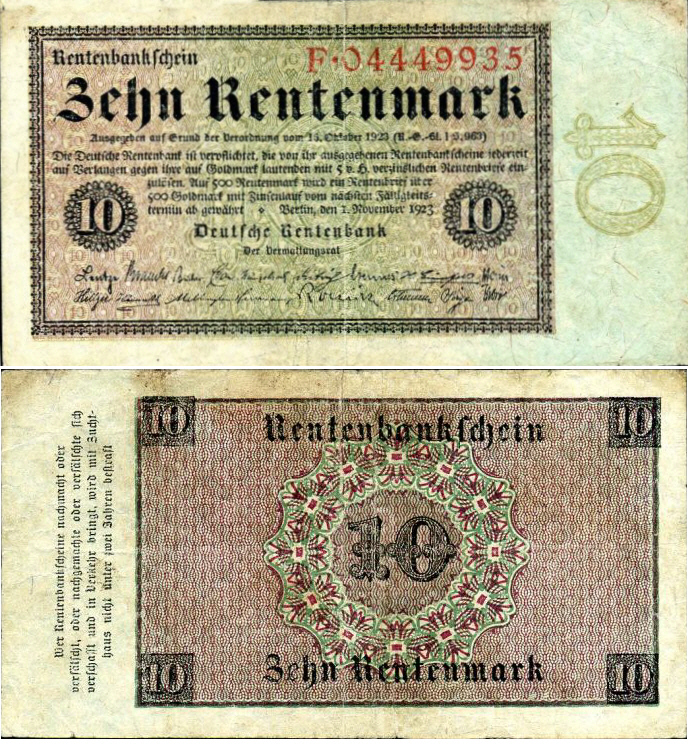 Rentenbankschein
F·04449935
Zehn Rentenmark
Ausgegeben auf Grund der Verordnung vom 15. Oktober 1923 (R.-G.-Bl. I S. 963)
Die Deutsche Rentenbank ist verpflichtet, die von ihr ausgegebenen Rentenbankscheine jederzeit
auf Verlangen gegen ihre auf Goldmark lautenden mit 5 v. H. verzinslichen Rentenbriefe ein-
zulösen. Auf 500 Rentenmark wird ein Rentenbrief über
500 Goldmark mit Zinsenlauf vom nächsten Fälligkeits-
termin ab gewährt ⋄ Berlin, den 1. November 1923
10
10
Deutsche Rentenbank
Der Verwaltungsrat
10
Wer Rentenbankscheine nachmacht oder
verfälscht, oder nachgemachte oder verfälschte sich
verschafft und in Verkehr bringt, wird mit Zucht-
haus nicht unter zwei Jahren bestraft
10
10
Rentenbankschein
10
Zehn Rentenmark
10
10